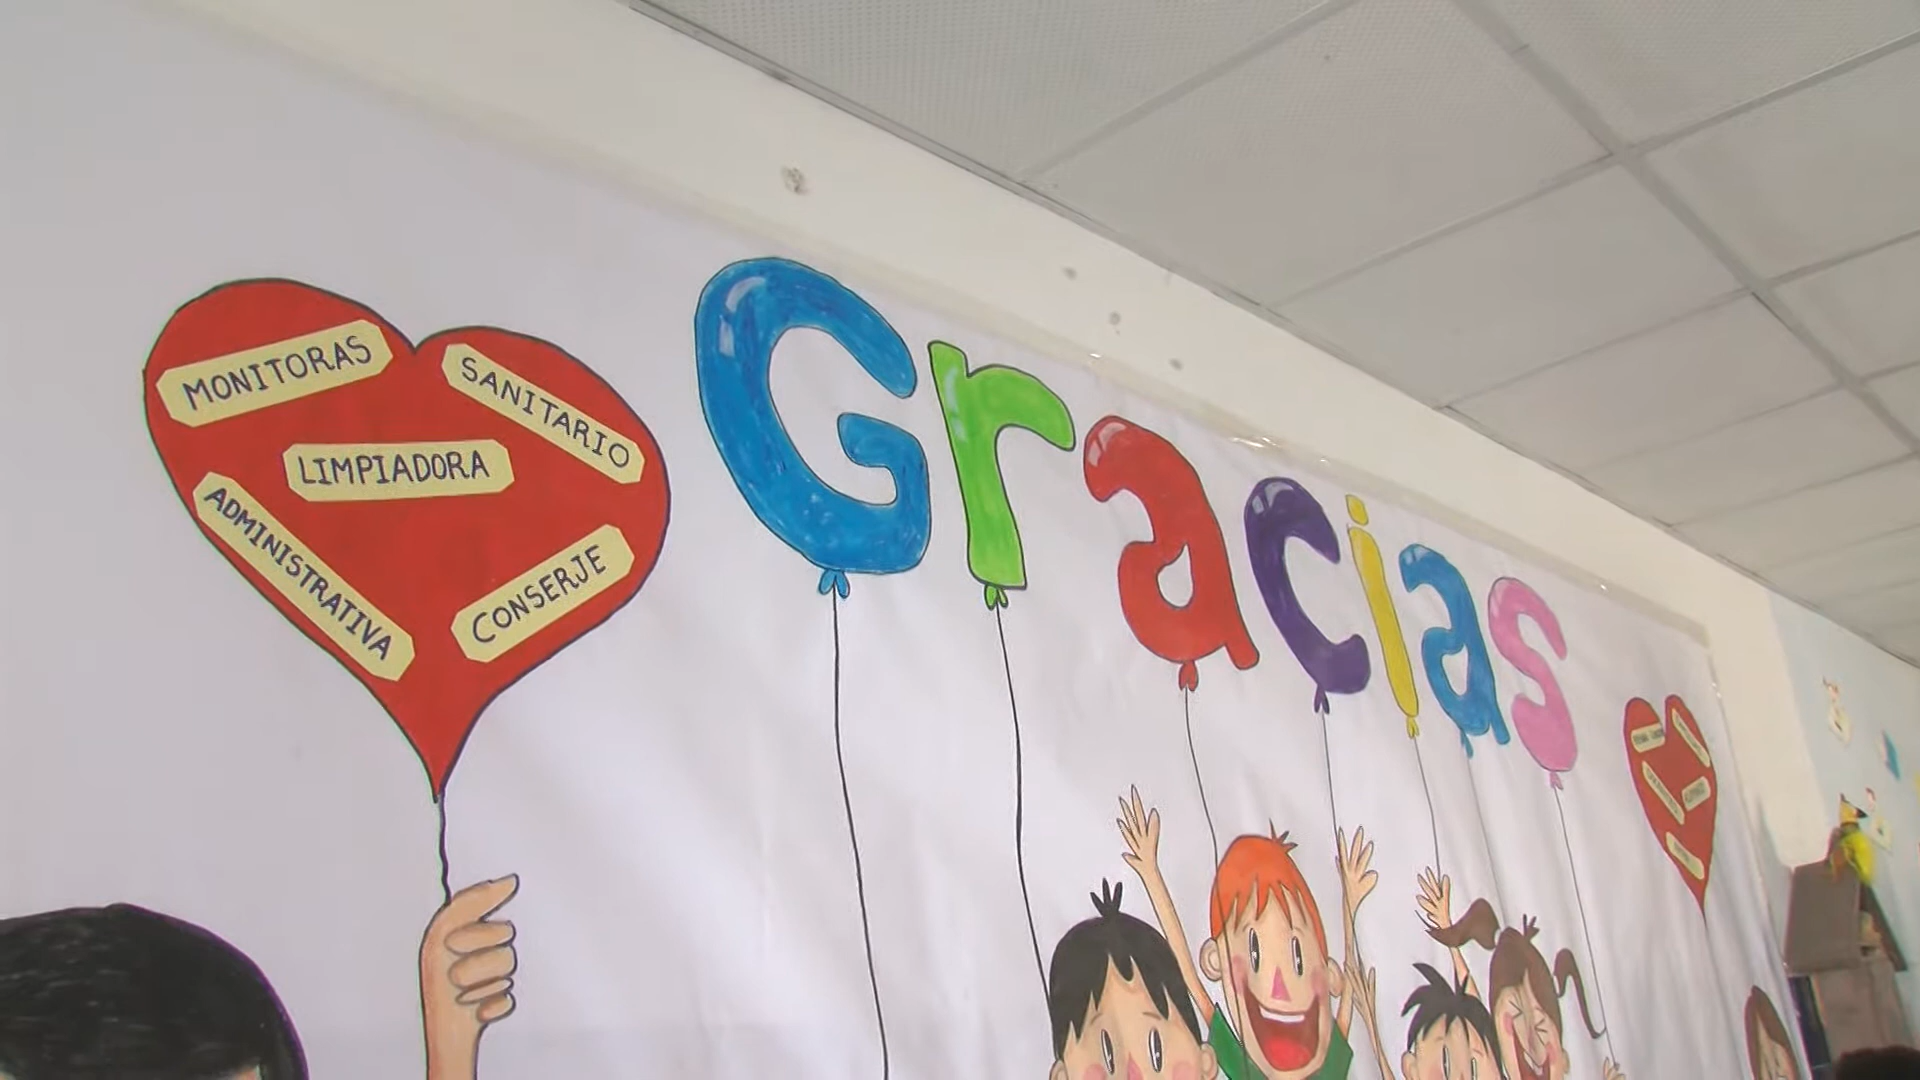 MONITORAS
SANITARIO
LIMPIADORA
ADMINISTRATIVA
CONSERJE
Gracias